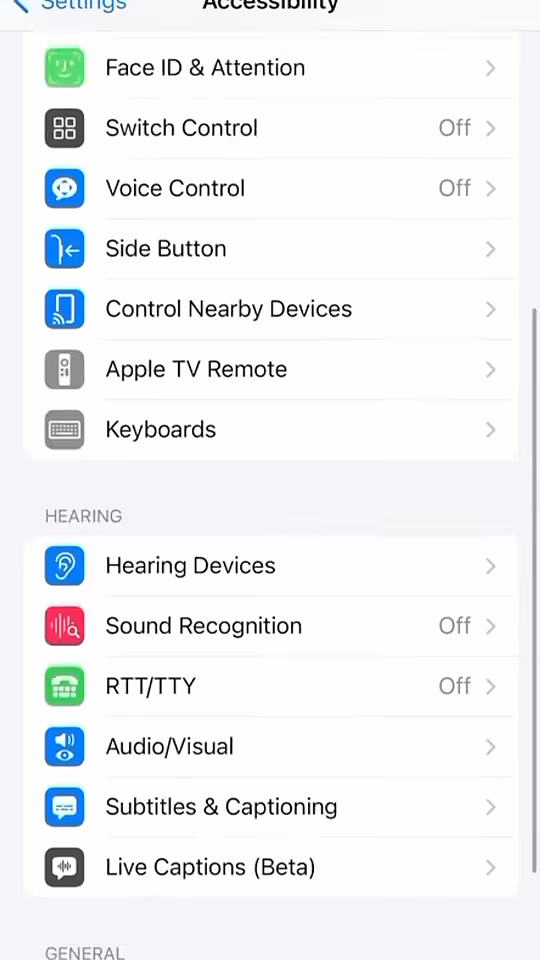 Settings
Accessibility
Face ID & Attention
Switch Control Off
Voice Control Off
Side Button
Control Nearby Devices
Apple TV Remote
Keyboards
HEARING
Hearing Devices
Sound Recognition Off
RTT/TTY Off
Audio/Visual
Subtitles & Captioning
Live Captions (Beta)
GENERAL